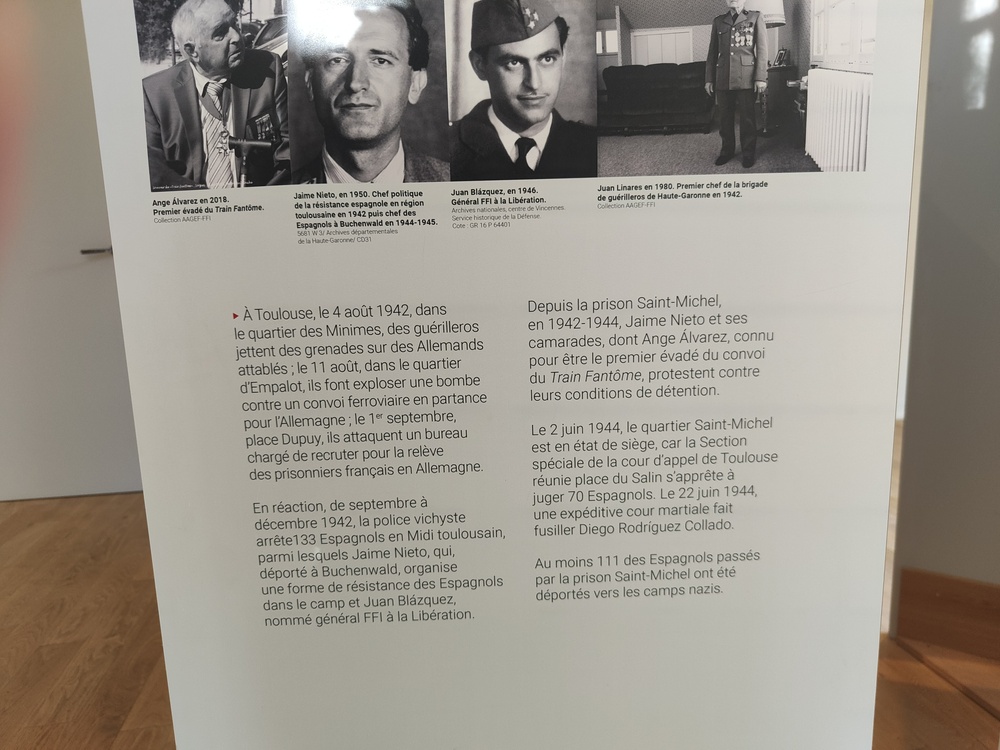 Ange Álvarez en 2018.
Premier évadé du Train Fantôme.
Collection AAGEF-FFI
Jaime Nieto, en 1950. Chef politique
de la résistance espagnole en région
toulousaine en 1942 puis chef des
Espagnols à Buchenwald en 1944-1945.
5681 W 3/ Archives départementales
de la Haute-Garonne/ CD31
Juan Blázquez, en 1946.
Général FFI à la Libération.
Archives nationales, centre de Vincennes.
Service historique de la Défense.
Cote : GR 16 P 64401
Juan Linares en 1980. Premier chef de la brigade
de guérilleros de Haute-Garonne en 1942.
Collection AAGEF-FFI
À Toulouse, le 4 août 1942, dans
le quartier des Minimes, des guérilleros
jettent des grenades sur des Allemands
attablés ; le 11 août, dans le quartier
d'Empalot, ils font exploser une bombe
contre un convoi ferroviaire en partance
pour l'Allemagne ; le 1er septembre,
place Dupuy, ils attaquent un bureau
chargé de recruter pour la relève
des prisonniers français en Allemagne.
En réaction, de septembre à
décembre 1942, la police vichyste
arrête133 Espagnols en Midi toulousain,
parmi lesquels Jaime Nieto, qui,
déporté à Buchenwald, organise
une forme de résistance des Espagnols
dans le camp et Juan Blázquez,
nommé général FFI à la Libération.
Depuis la prison Saint-Michel,
en 1942-1944, Jaime Nieto et ses
camarades, dont Ange Álvarez, connu
pour être le premier évadé du convoi
du Train Fantôme, protestent contre
leurs conditions de détention.
Le 2 juin 1944, le quartier Saint-Michel
est en état de siège, car la Section
spéciale de la cour d'appel de Toulouse
réunie place du Salin s'apprête à
juger 70 Espagnols. Le 22 juin 1944,
une expéditive cour martiale fait
fusiller Diego Rodríguez Collado.
Au moins 111 des Espagnols passés
par la prison Saint-Michel ont été
déportés vers les camps nazis.